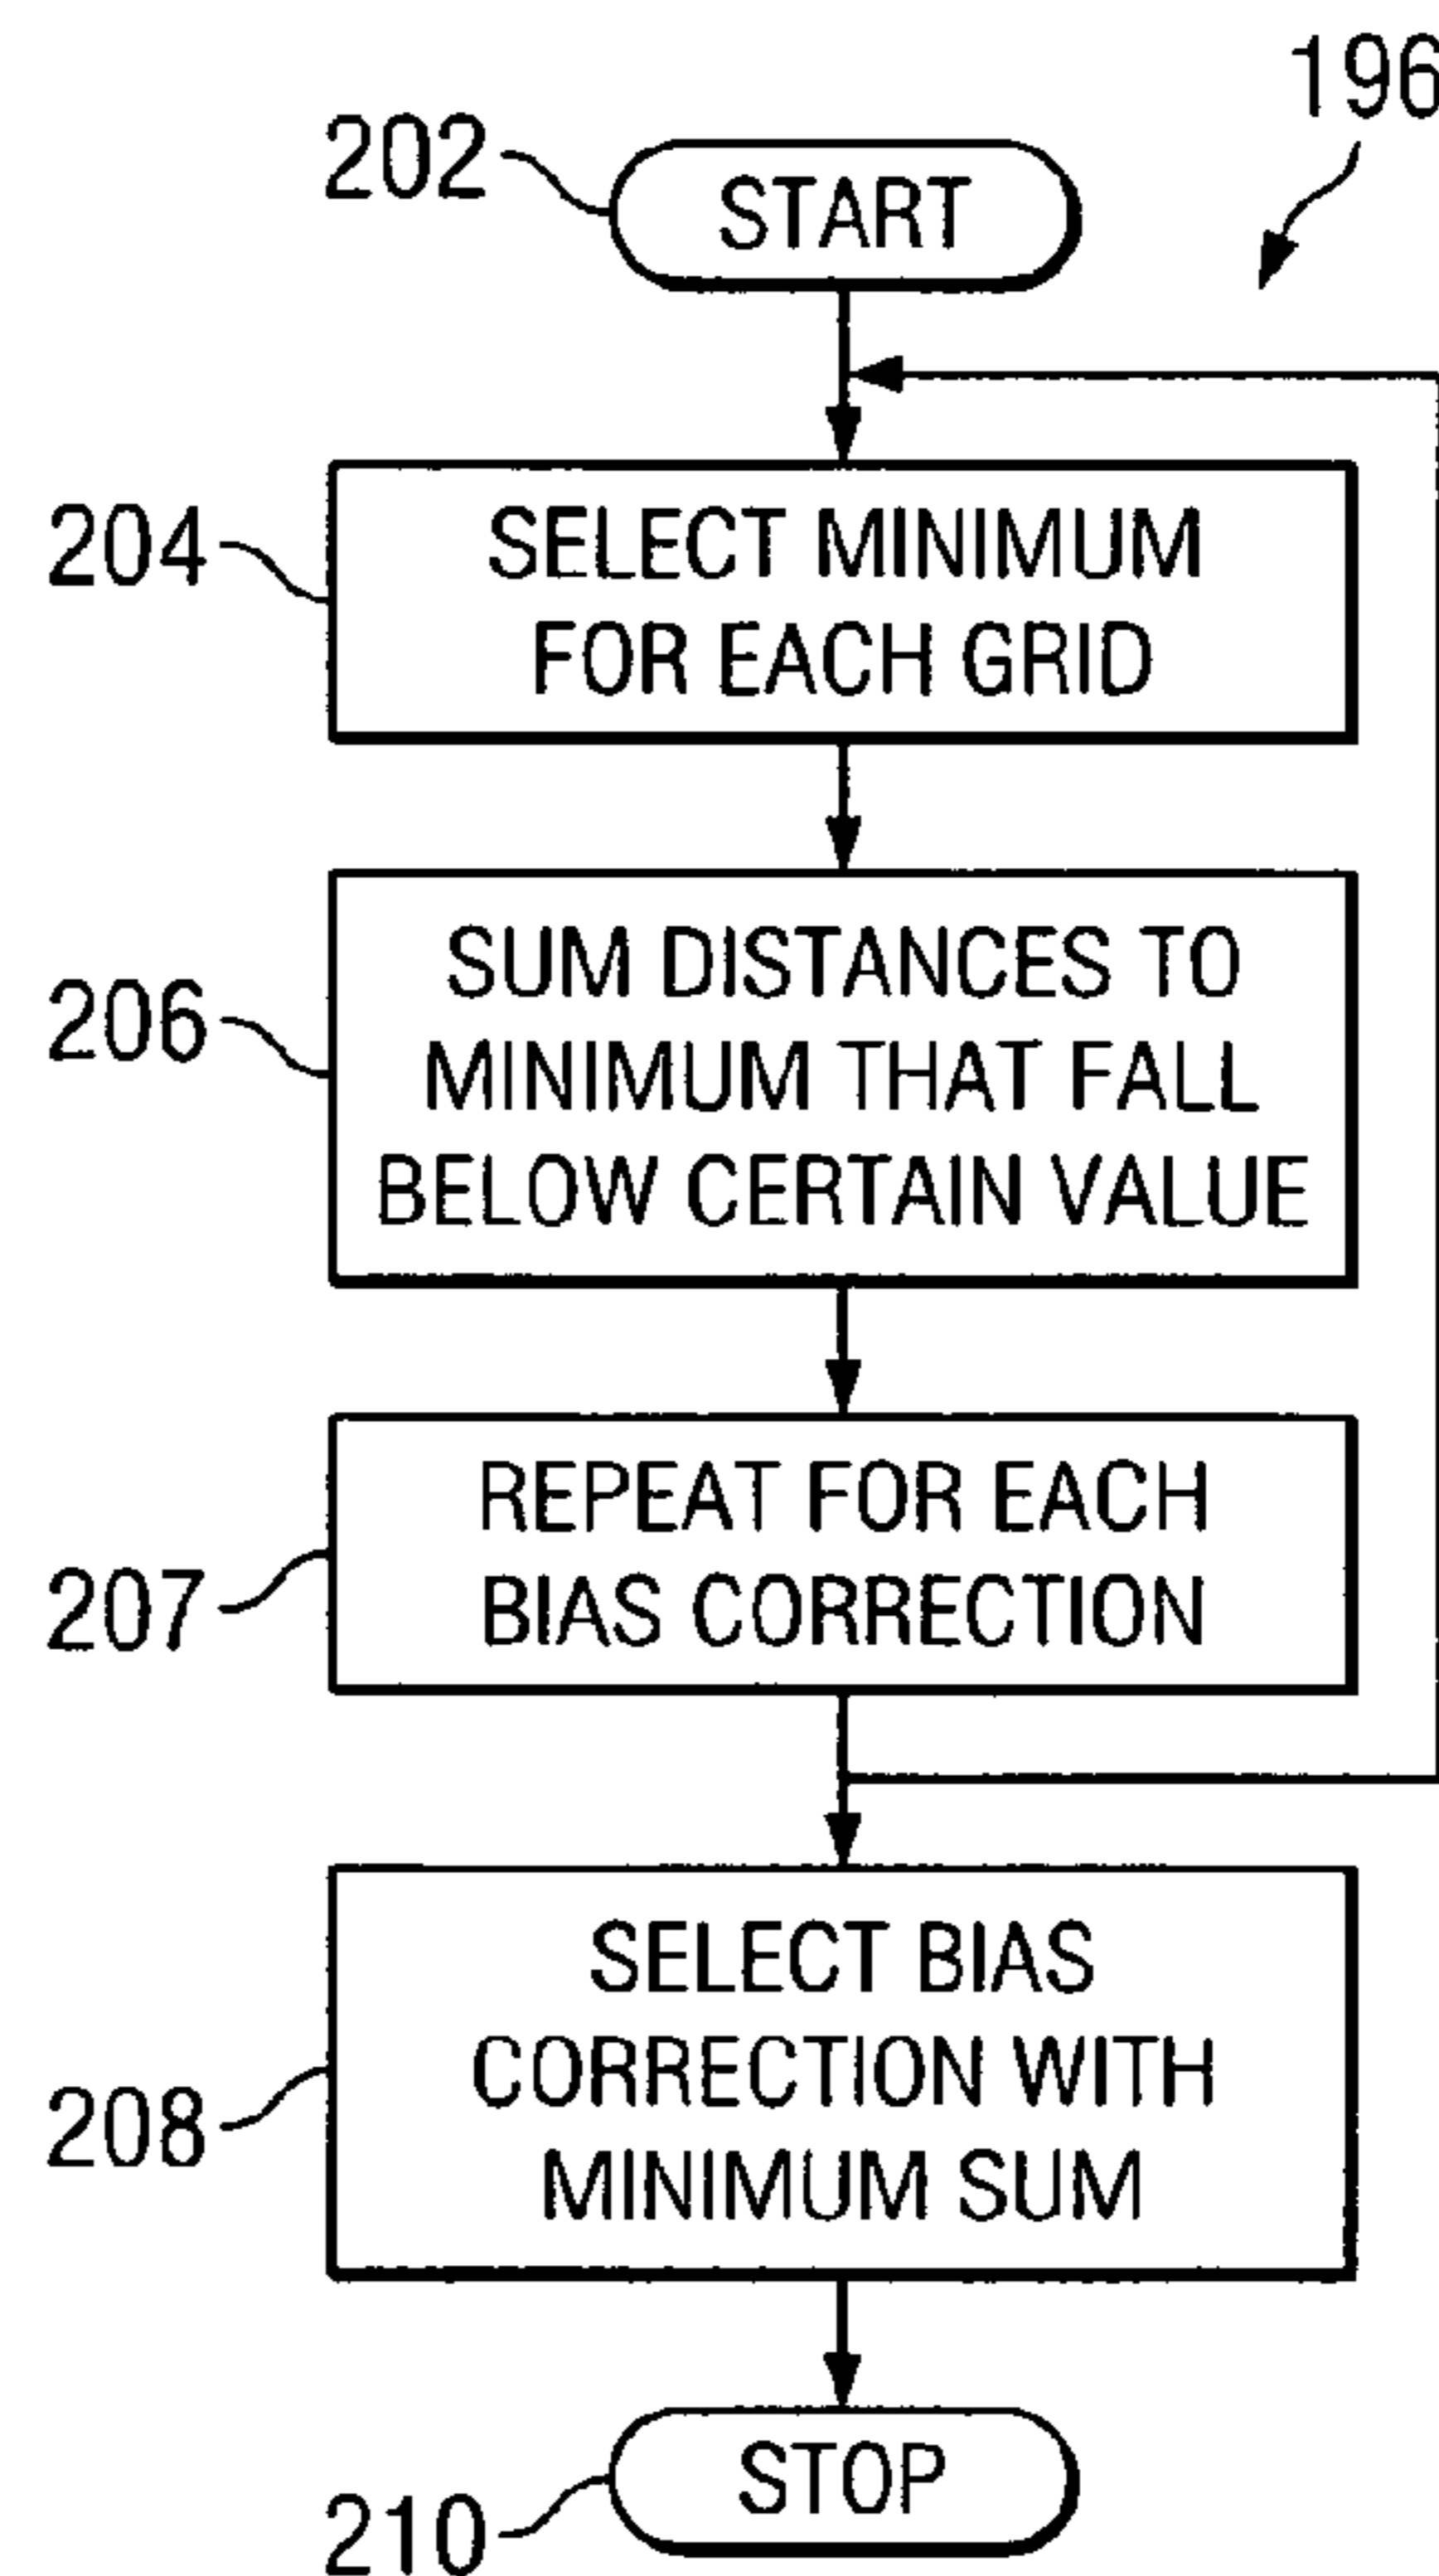 196
202
START
204
SELECT MINIMUM
FOR EACH GRID
206
SUM DISTANCES TO
MINIMUM THAT FALL
BELOW CERTAIN VALUE
207
REPEAT FOR EACH
BIAS CORRECTION
208
SELECT BIAS
CORRECTION WITH
MINIMUM SUM
210
STOP